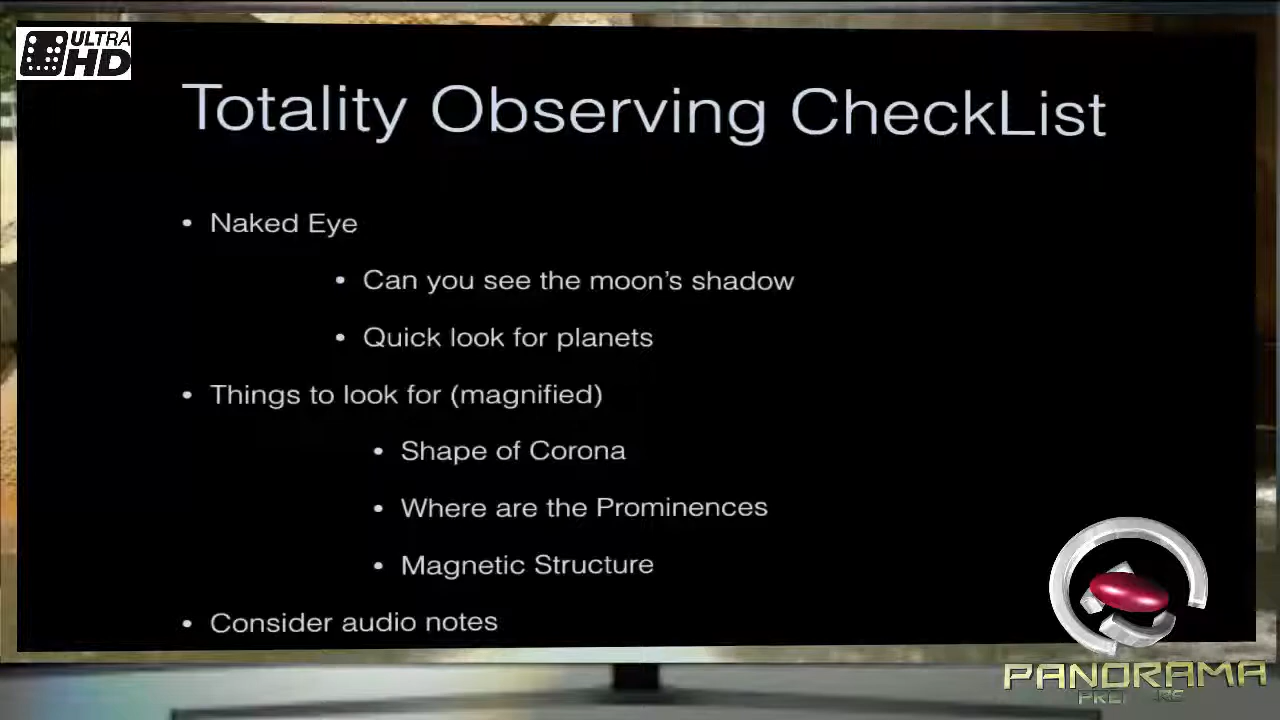 ULTRA
HD
Totality Observing CheckList
• Naked Eye
• Can you see the moon's shadow
• Quick look for planets
• Things to look for (magnified)
• Shape of Corona
• Where are the Prominences
• Magnetic Structure
• Consider audio notes
PANORAMA